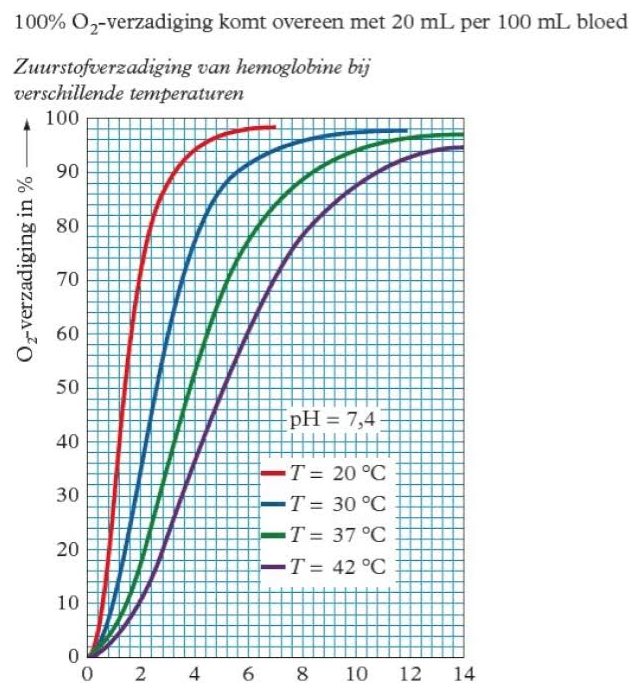 100% O₂-verzadiging komt overeen met 20 mL per 100 mL bloed
Zuurstofverzadiging van hemoglobine bij
verschillende temperaturen
O₂-verzadiging in %
100
90
80
70
60
50
40
30
20
10
0
pH = 7,4
T = 20 °C
T = 30 °C
T = 37 °C
T = 42 °C
0 2 4 6 8 10 12 14